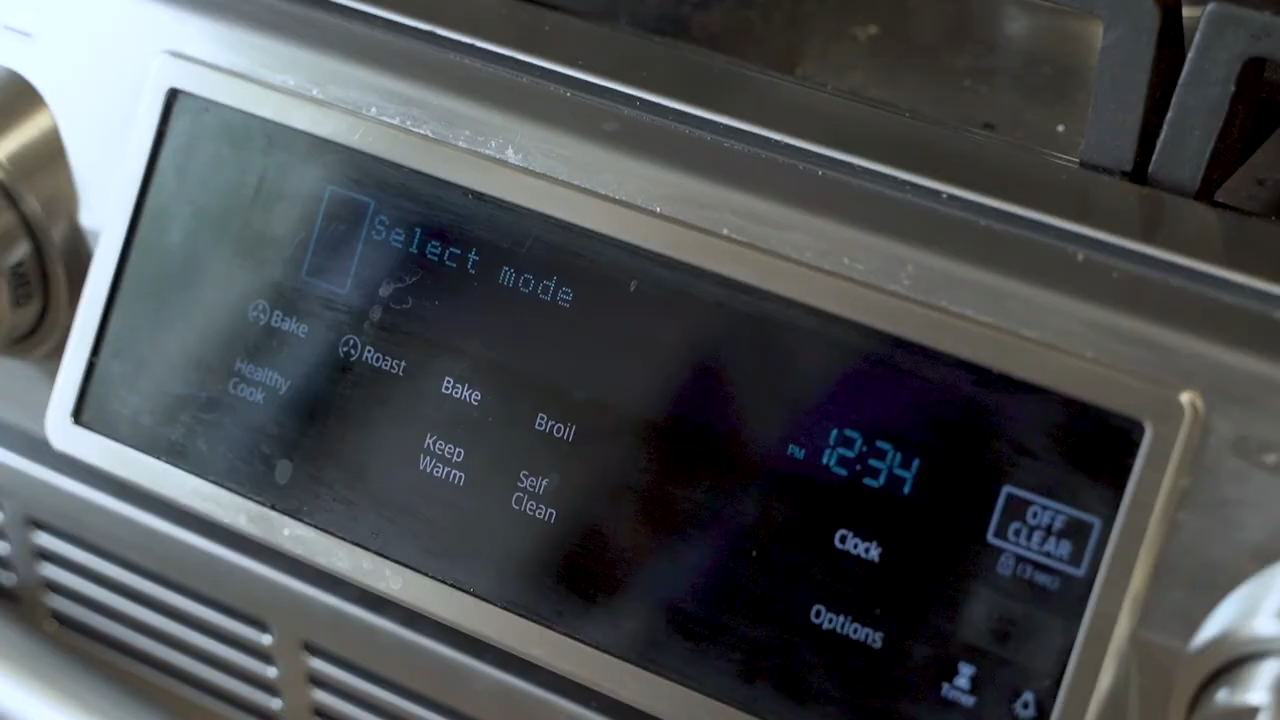 Select mode
Bake
Roast
Bake
Broil
Healthy
Cook
Keep
Warm
Self
Clean
PM 12:34
Clock
Options
OFF
CLEAR
(3 sec)
Timer
MED